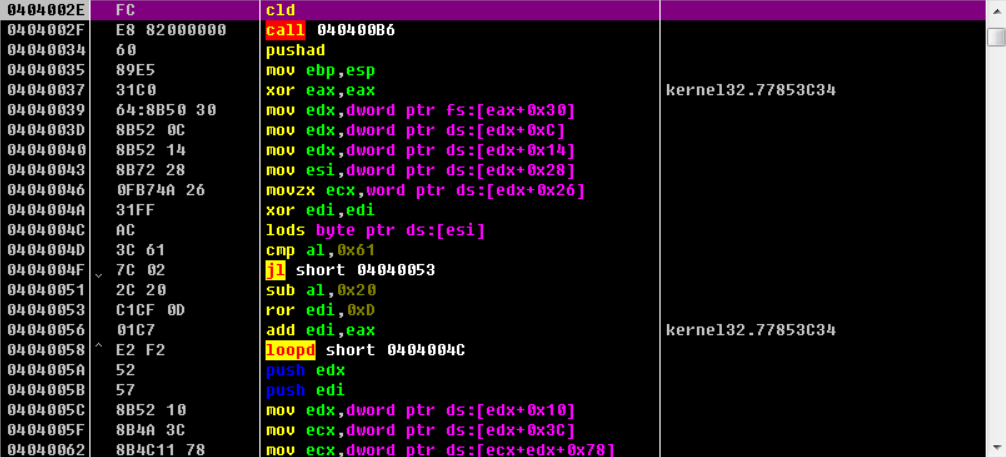 0404002E FC cld
0404002F E8 82000000 call 040400B6
04040034 60 pushad
04040035 89E5 mov ebp,esp
04040037 31C0 xor eax,eax kernel32.77853C34
04040039 64:8B50 30 mov edx,dword ptr fs:[eax+0x30]
0404003D 8B52 0C mov edx,dword ptr ds:[edx+0xC]
04040040 8B52 14 mov edx,dword ptr ds:[edx+0x14]
04040043 8B72 28 mov esi,dword ptr ds:[edx+0x28]
04040046 0FB74A 26 movzx ecx,word ptr ds:[edx+0x26]
0404004A 31FF xor edi,edi
0404004C AC lods byte ptr ds:[esi]
0404004D 3C 61 cmp al,0x61
0404004F 7C 02 jl short 04040053
04040051 2C 20 sub al,0x20
04040053 C1CF 0D ror edi,0xD
04040056 01C7 add edi,eax kernel32.77853C34
04040058 E2 F2 loopd short 0404004C
0404005A 52 push edx
0404005B 57 push edi
0404005C 8B52 10 mov edx,dword ptr ds:[edx+0x10]
0404005F 8B4A 3C mov ecx,dword ptr ds:[edx+0x3C]
04040062 8B4C11 78 mov ecx,dword ptr ds:[ecx+edx+0x78]